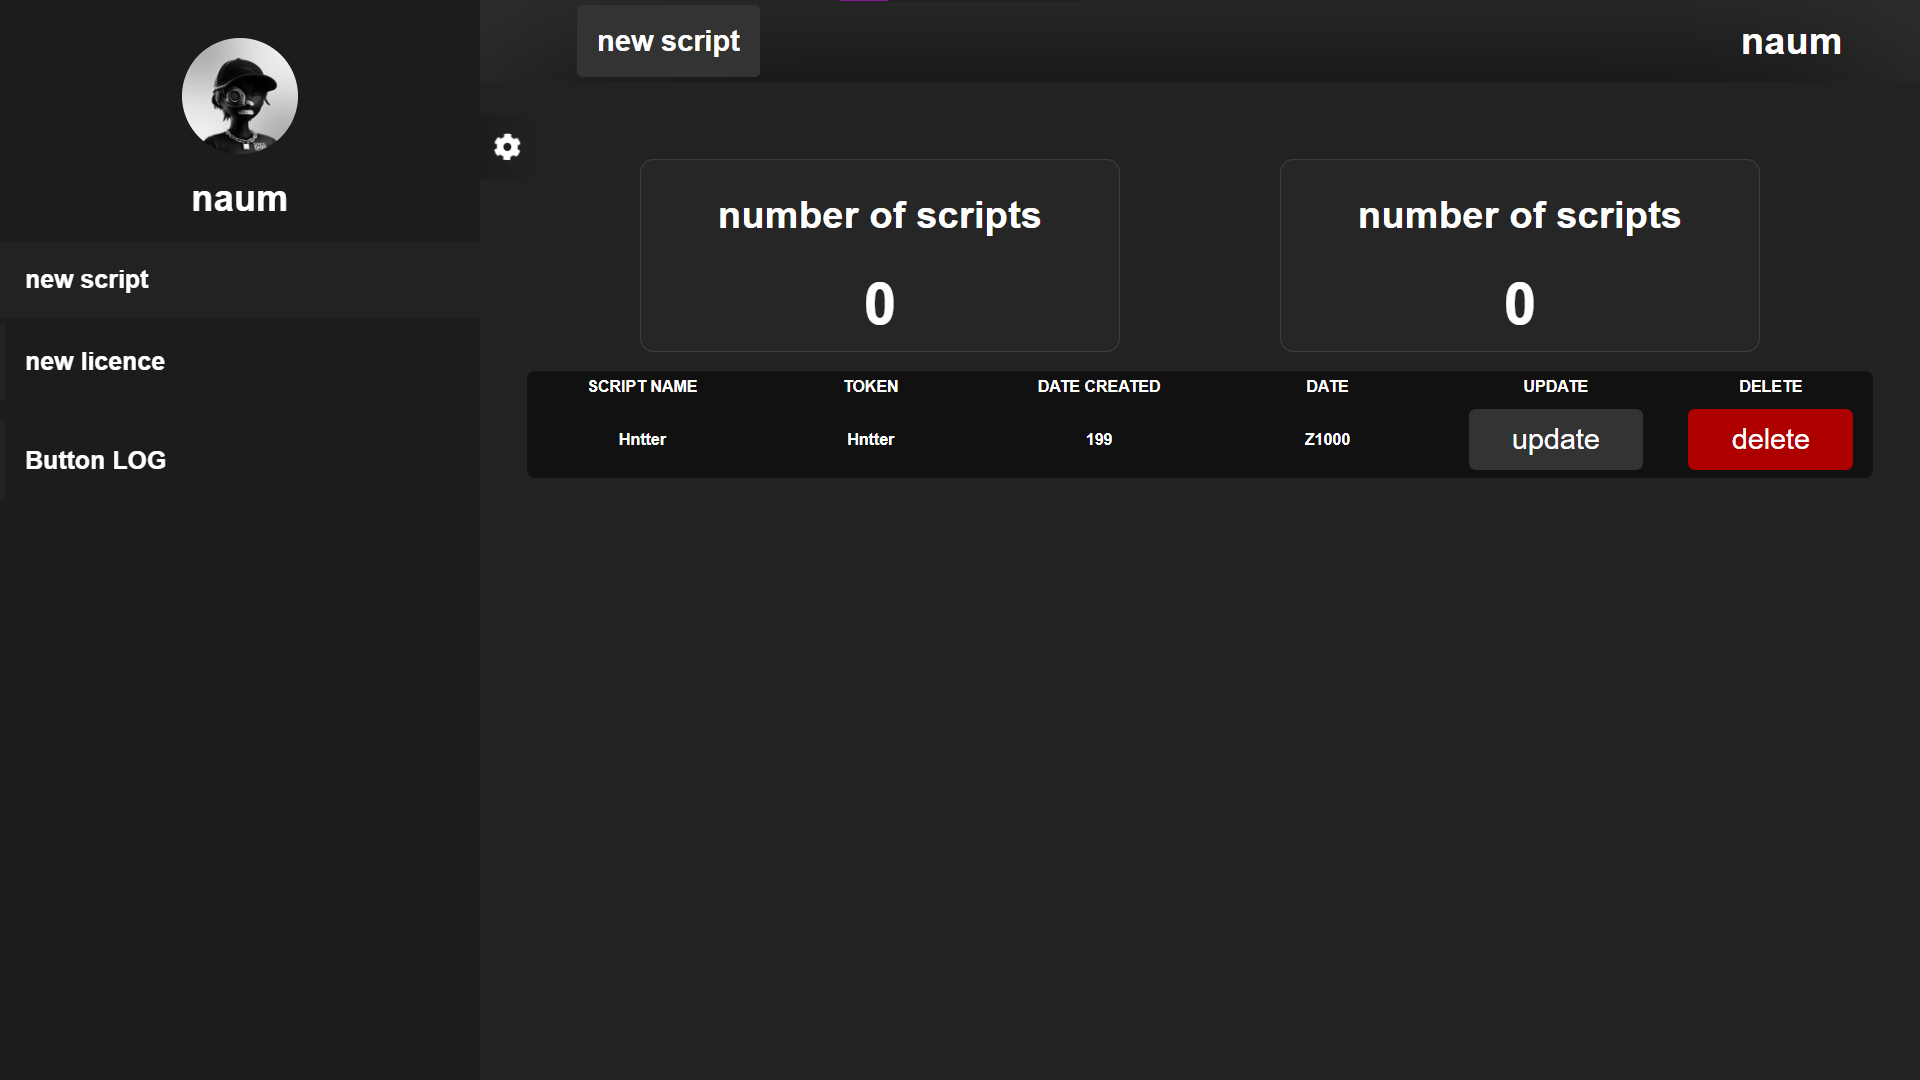 new script
naum
naum
new script
new licence
Button LOG
number of scripts
0
number of scripts
0
SCRIPT NAME TOKEN DATE CREATED DATE UPDATE DELETE
Hntter Hntter 199 Z1000 update delete